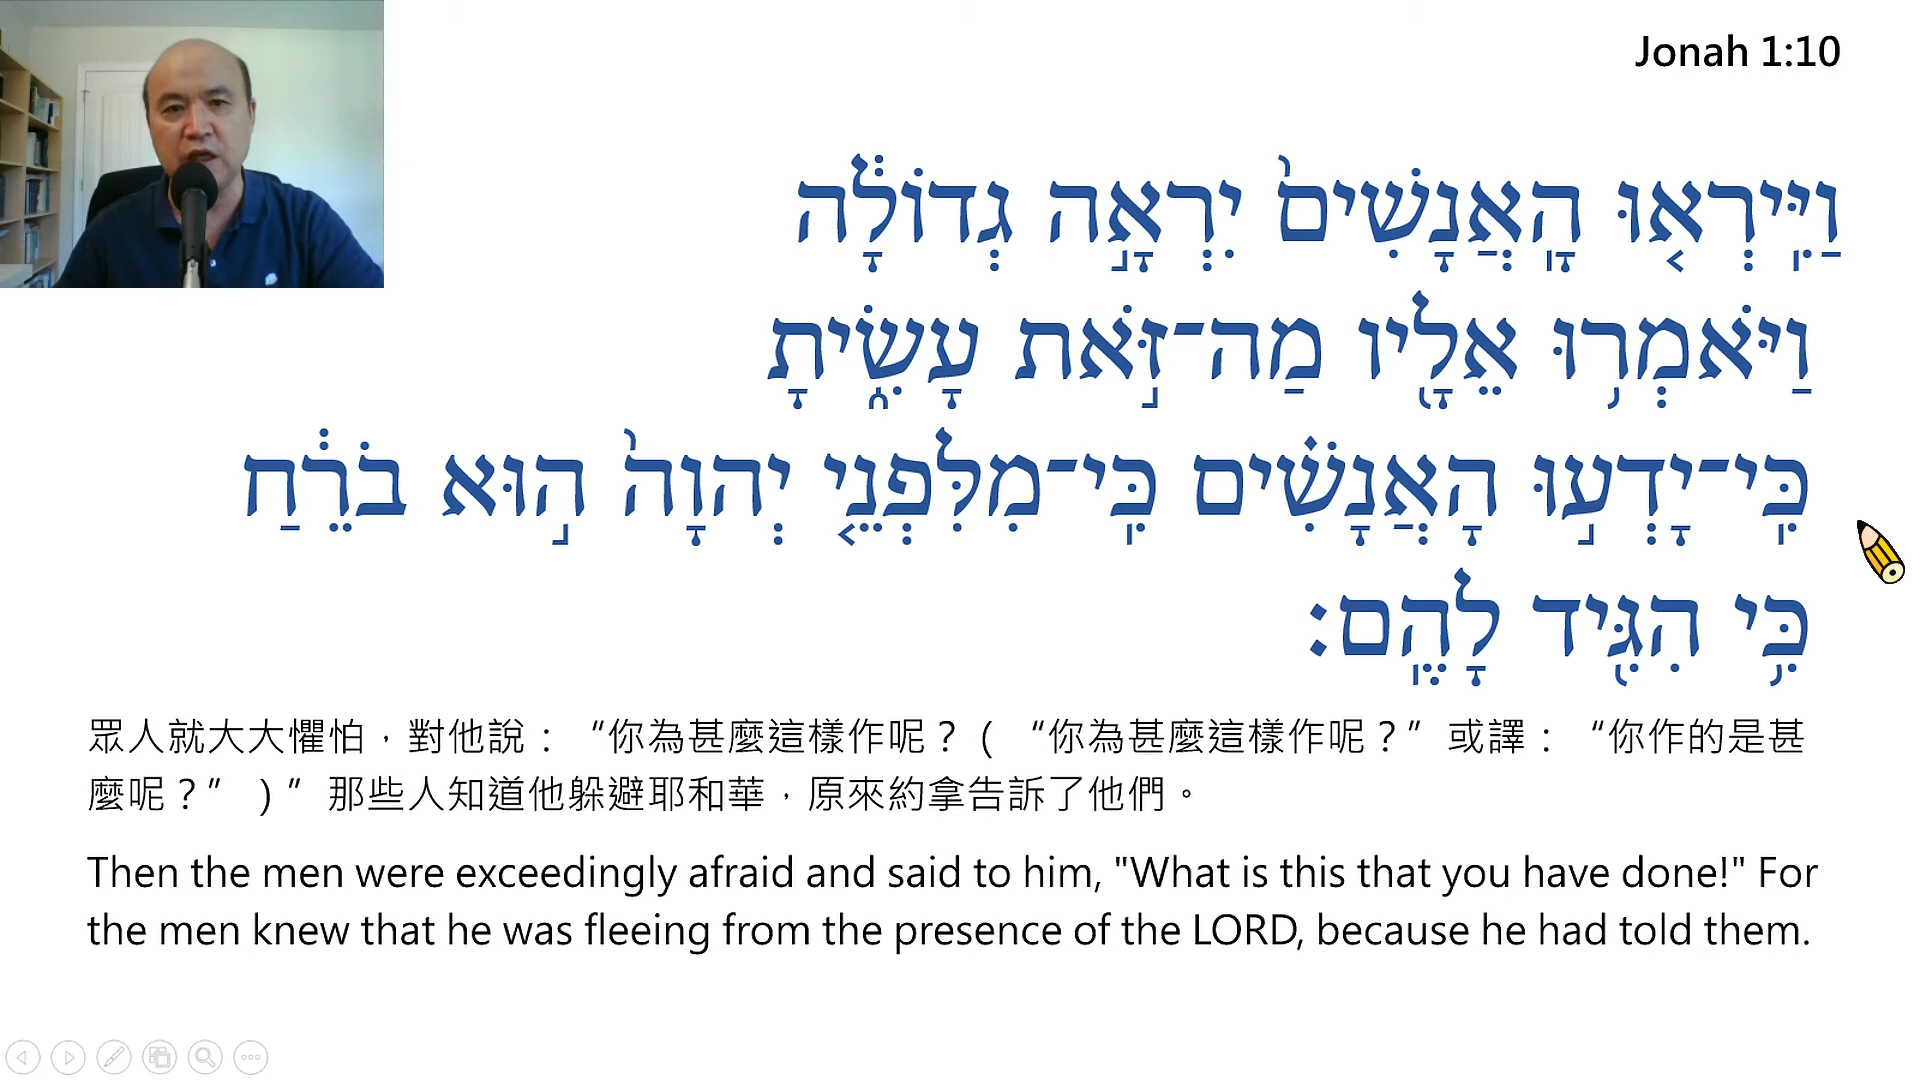 Jonah 1:10
וַיִּֽירְא֤וּ הָֽאֲנָשִׁים֙ יִרְאָ֣ה גְדוֹלָ֔ה
וַיֹּאמְר֥וּ אֵלָ֖יו מַה־זֹּ֣את עָשִׂ֑יתָ
כִּֽי־יָדְע֣וּ הָאֲנָשִׁ֗ים כִּֽי־מִלִּפְנֵ֤י יְהוָה֙ ה֣וּא בֹרֵ֔חַ
כִּ֥י הִגִּ֖יד לָהֶֽם׃
眾人就大大懼怕，對他說：“你為甚麼這樣作呢？（“你為甚麼這樣作呢？”或譯：“你作的是甚
麼呢？”）”那些人知道他躲避耶和華，原來約拿告訴了他們。
Then the men were exceedingly afraid and said to him, "What is this that you have done!" For
the men knew that he was fleeing from the presence of the LORD, because he had told them.